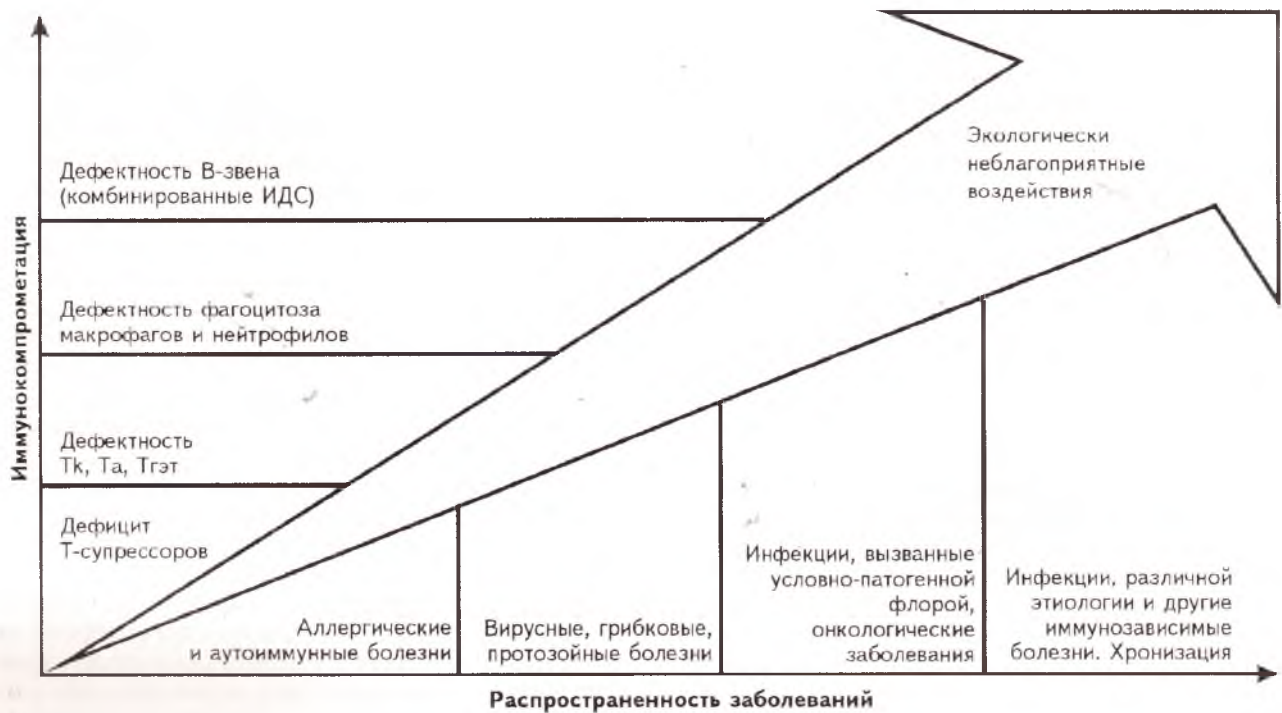 Иммунокомпрометация
Дефектность В-звена
(комбинированные ИДС)
Дефектность фагоцитоза
макрофагов и нейтрофилов
Дефектность
Tk, Ta, Тгэт
Дефицит
Т-супрессоров
Экологически
неблагоприятные
воздействия
Аллергические
и аутоиммунные болезни
Вирусные, грибковые,
протозойные болезни
Инфекции, вызванные
условно-патогенной
флорой,
онкологические
заболевания
Инфекции, различной
этиологии и другие
иммунозависимые
болезни. Хронизация
Распространенность заболеваний